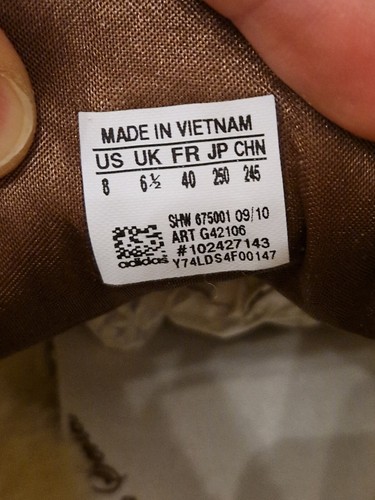 MADE IN VIETNAM
US UK FR JP CHN
8 6½ 40 250 245
SHW 675001 09/10
ART G42106
#102427143
adidas Y74LDS4F00147